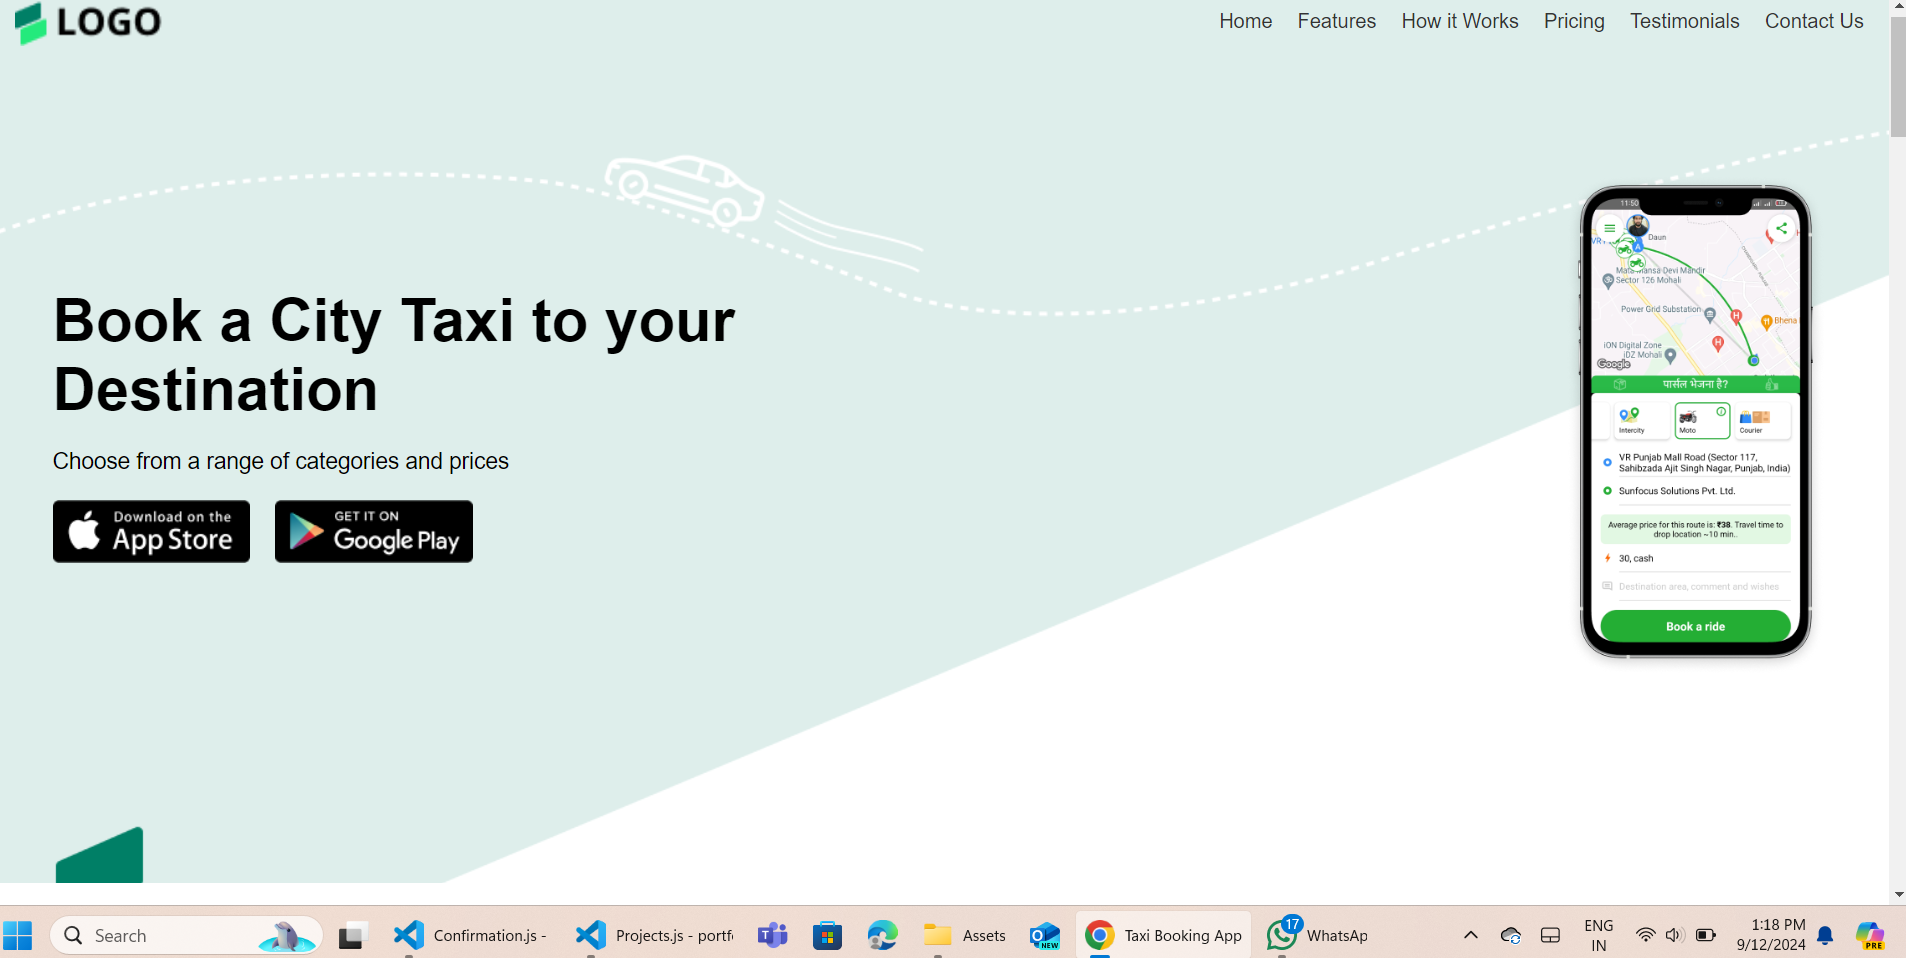 LOGO
Home Features How it Works Pricing Testimonials Contact Us
Book a City Taxi to your
Destination
Choose from a range of categories and prices
Download on the
App Store
GET IT ON
Google Play
11:50
Daun
Mata Mansa Devi Mandir
Sector 126 Mohali
Power Grid Substation
H
Bhena
iON Digital Zone
iDZ Mohali
H
Google
पार्सल भेजना है?
Intercity
Moto
Courier
VR Punjab Mall Road (Sector 117,
Sahibzada Ajit Singh Nagar, Punjab, India)
Sunfocus Solutions Pvt. Ltd.
Average price for this route is: ₹38. Travel time to
drop location ~10 min..
30, cash
Destination area, comment and wishes
Book a ride
Search
Confirmation.js -
Projects.js - portf
Assets
NEW
Taxi Booking App
17
WhatsAp
ENG
IN
1:18 PM
9/12/2024
PRE